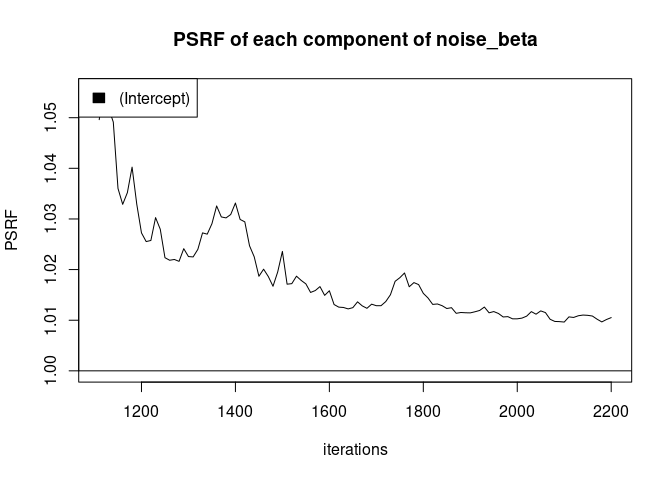 PSRF of each component of noise_beta
(Intercept)
PSRF
1.05
1.04
1.03
1.02
1.01
1.00
1200 1400 1600 1800 2000 2200
iterations